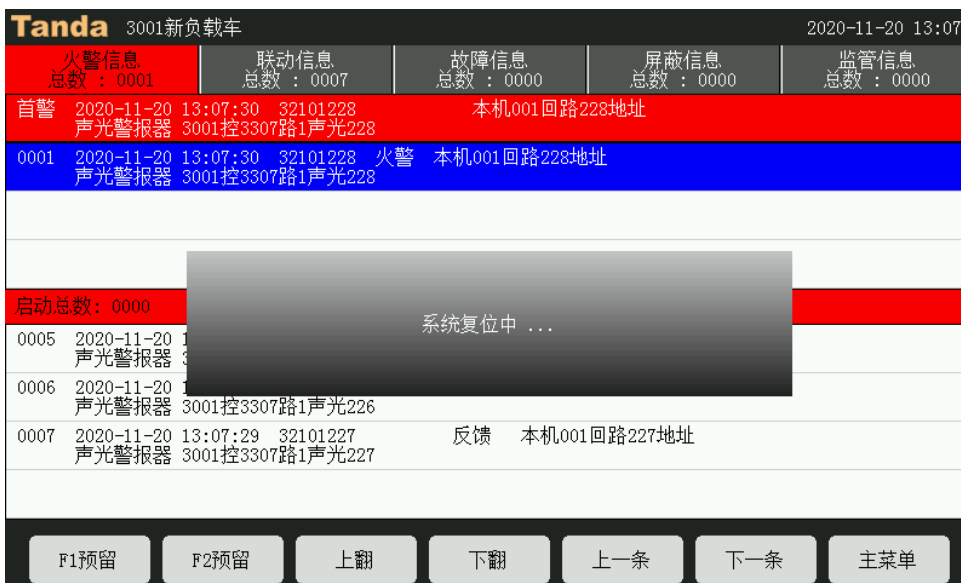 Tanda 3001新负载车 2020-11-20 13:07
火警信息 联动信息 故障信息 屏蔽信息 监管信息
总数 : 0001 总数 : 0007 总数 : 0000 总数 : 0000 总数 : 0000
首警 2020-11-20 13:07:30 32101228 本机001回路228地址
声光警报器 3001控3307路1声光228
0001 2020-11-20 13:07:30 32101228 火警 本机001回路228地址
声光警报器 3001控3307路1声光228
系统复位中 ...
启动总数: 0000
0005 2020-11-20 1
声光警报器 3
0006 2020-11-20 1
声光警报器 3001控3307路1声光226
0007 2020-11-20 13:07:29 32101227 反馈 本机001回路227地址
声光警报器 3001控3307路1声光227
F1预留 F2预留 上翻 下翻 上一条 下一条 主菜单